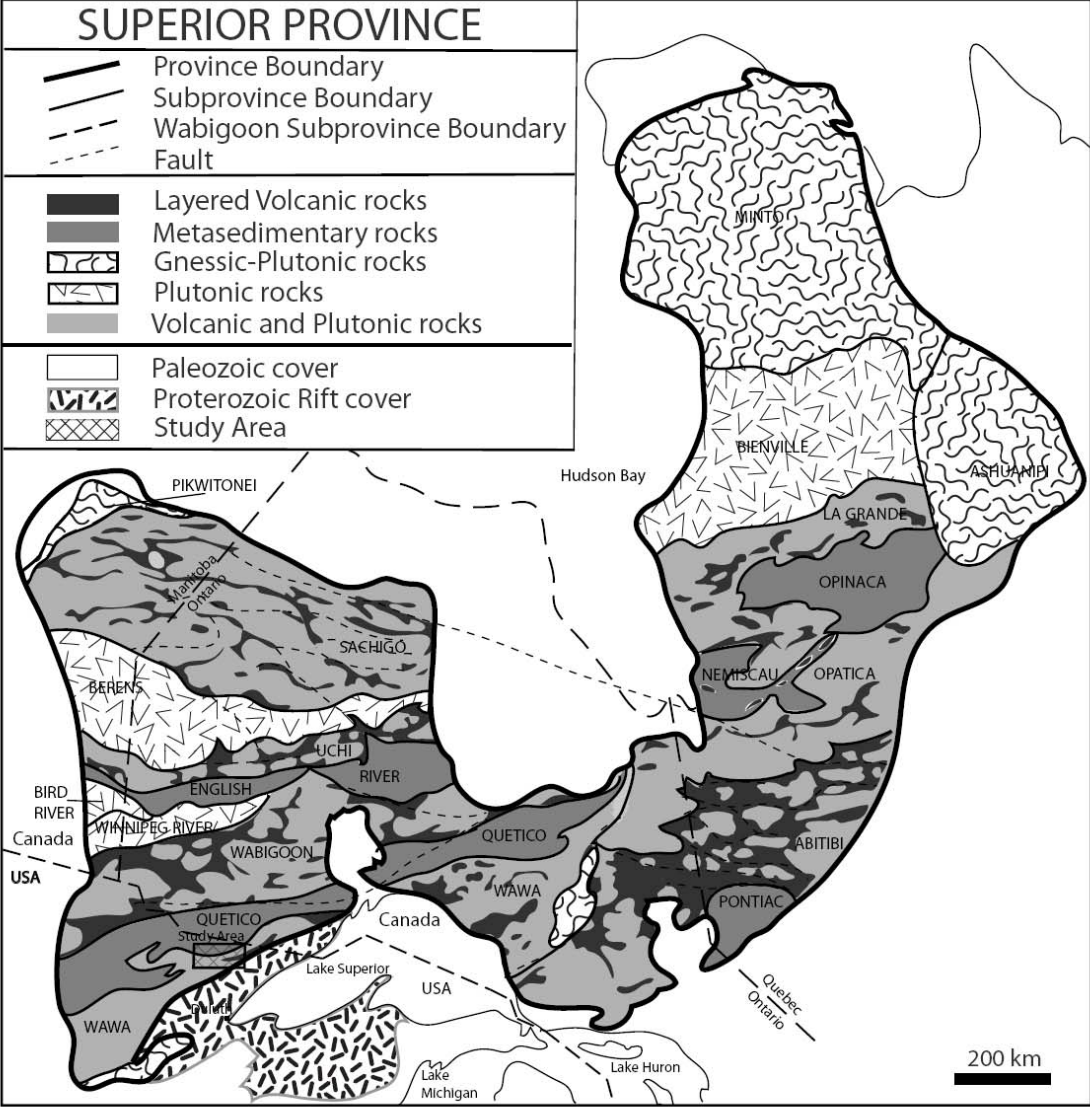 SUPERIOR PROVINCE
Province Boundary
Subprovince Boundary
Wabigoon Subprovince Boundary
Fault
Layered Volcanic rocks
Metasedimentary rocks
Gnessic-Plutonic rocks
Plutonic rocks
Volcanic and Plutonic rocks
Paleozoic cover
Proterozoic Rift cover
Study Area
MINTO
BIENVILLE
ASHUANIPI
Hudson Bay
LA GRANDE
OPINACA
NEMISCAU
OPATICA
PIKWITONEI
Manitoba
Ontario
SACHIGO
BERENS
UCHI
RIVER
ENGLISH
BIRD
RIVER
WINNIPEG RIVER
Canada
USA
WABIGOON
QUETICO
WAWA
ABITIBI
PONTIAC
QUETICO
Study Area
Canada
Lake Superior
USA
Duluth
WAWA
Quebec
Ontario
Lake
Michigan
Lake Huron
200 km